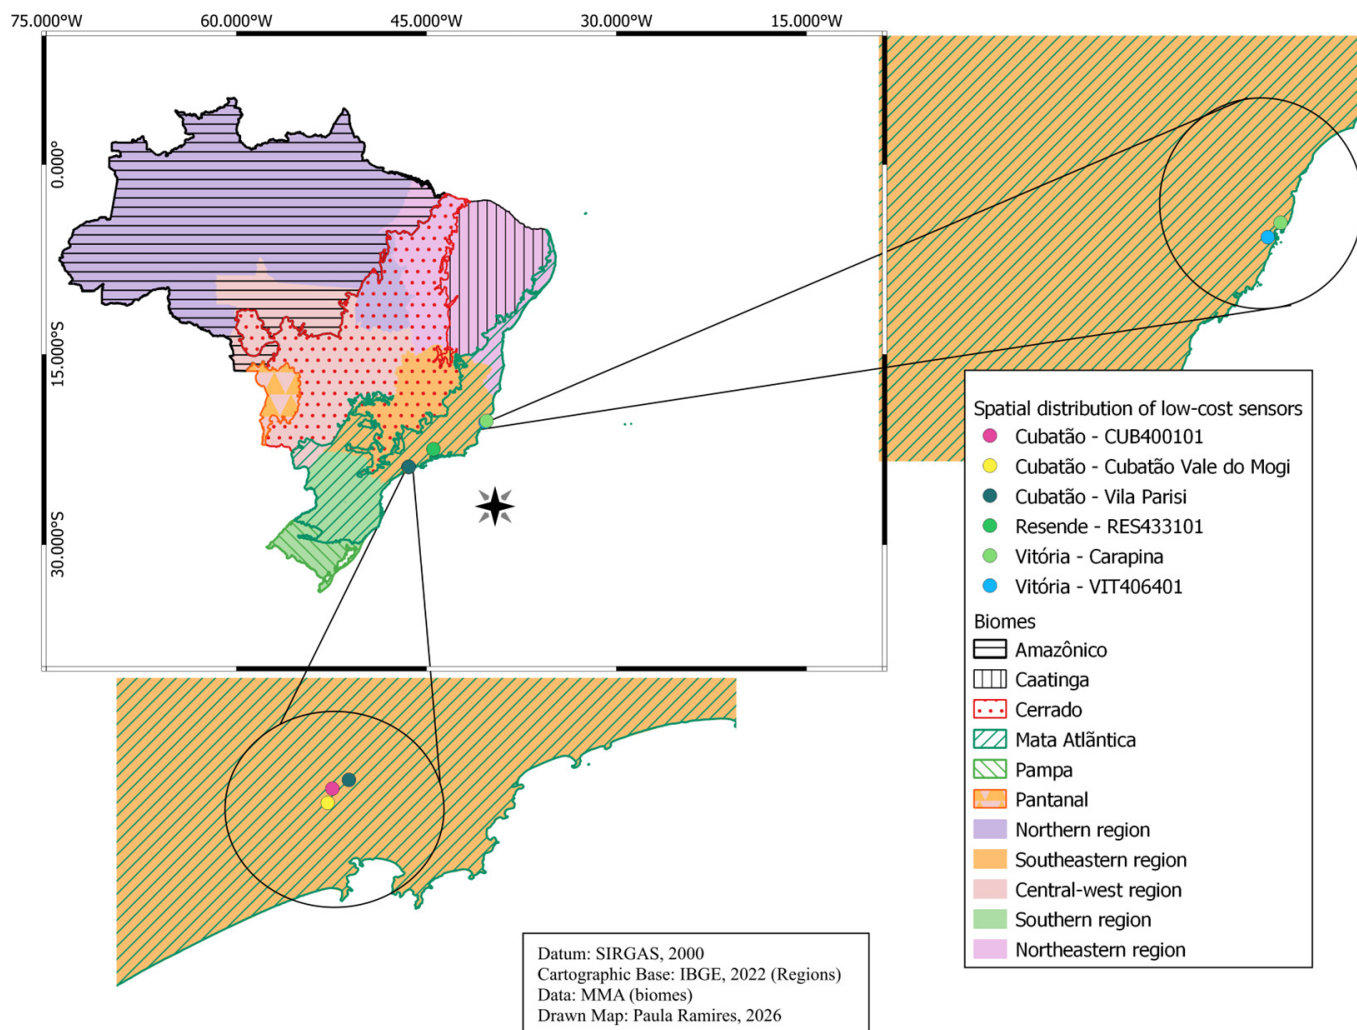 75.000°W 60.000°W 45.000°W 30.000°W 15.000°W
0.000°
15.000°S
30.000°S
Spatial distribution of low-cost sensors
Cubatão - CUB400101
Cubatão - Cubatão Vale do Mogi
Cubatão - Vila Parisi
Resende - RES433101
Vitória - Carapina
Vitória - VIT406401
Biomes
Amazônico
Caatinga
Cerrado
Mata Atlãntica
Pampa
Pantanal
Northern region
Southeastern region
Central-west region
Southern region
Northeastern region
Datum: SIRGAS, 2000
Cartographic Base: IBGE, 2022 (Regions)
Data: MMA (biomes)
Drawn Map: Paula Ramires, 2026